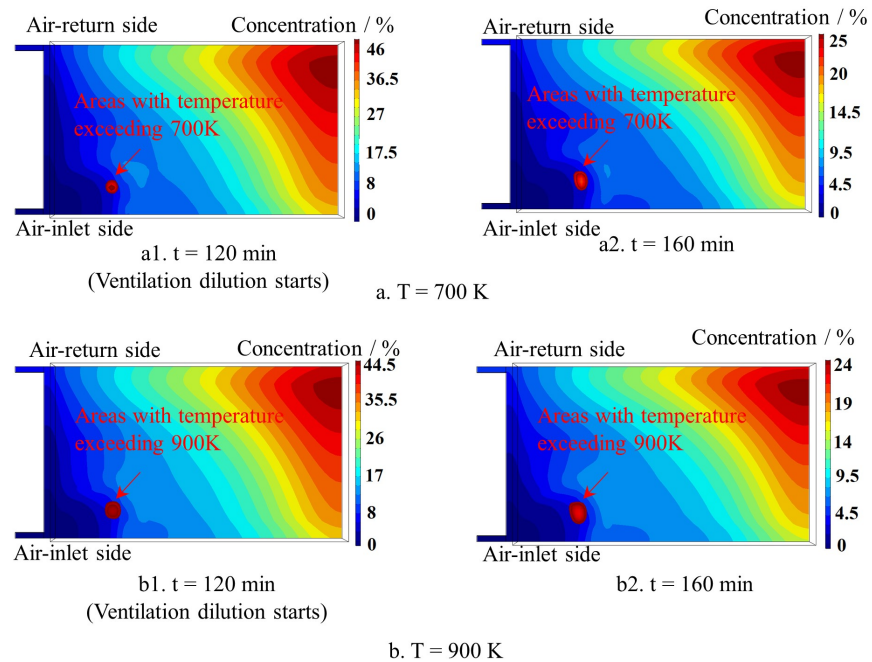 Air-return side
Concentration / %
46
36.5
27
17.5
8
0
Areas with temperature
exceeding 700K
Air-inlet side
a1. t = 120 min
(Ventilation dilution starts)
Air-return side
Concentration / %
25
20
14.5
9.5
4.5
0
Areas with temperature
exceeding 700K
Air-inlet side
a2. t = 160 min
a. T = 700 K
Air-return side
Concentration / %
44.5
35.5
26
17
8
0
Areas with temperature
exceeding 900K
Air-inlet side
b1. t = 120 min
(Ventilation dilution starts)
Air-return side
Concentration / %
24
19
14
9.5
4.5
0
Areas with temperature
exceeding 900K
Air-inlet side
b2. t = 160 min
b. T = 900 K